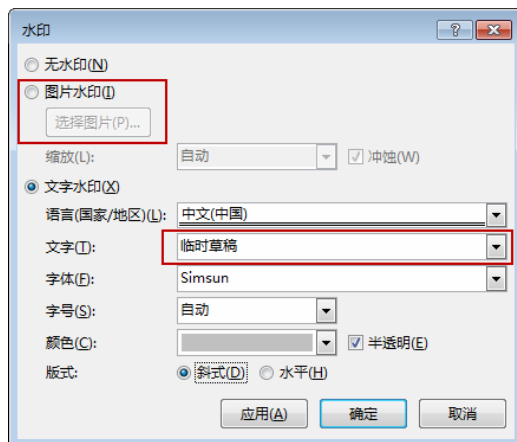 水印
无水印(N)
图片水印(I)
选择图片(P)...
缩放(L): 自动 冲蚀(W)
文字水印(X)
语言(国家/地区)(L): 中文(中国)
文字(T): 临时草稿
字体(F): Simsun
字号(S): 自动
颜色(C): 半透明(E)
版式: 斜式(D) 水平(H)
应用(A) 确定 取消